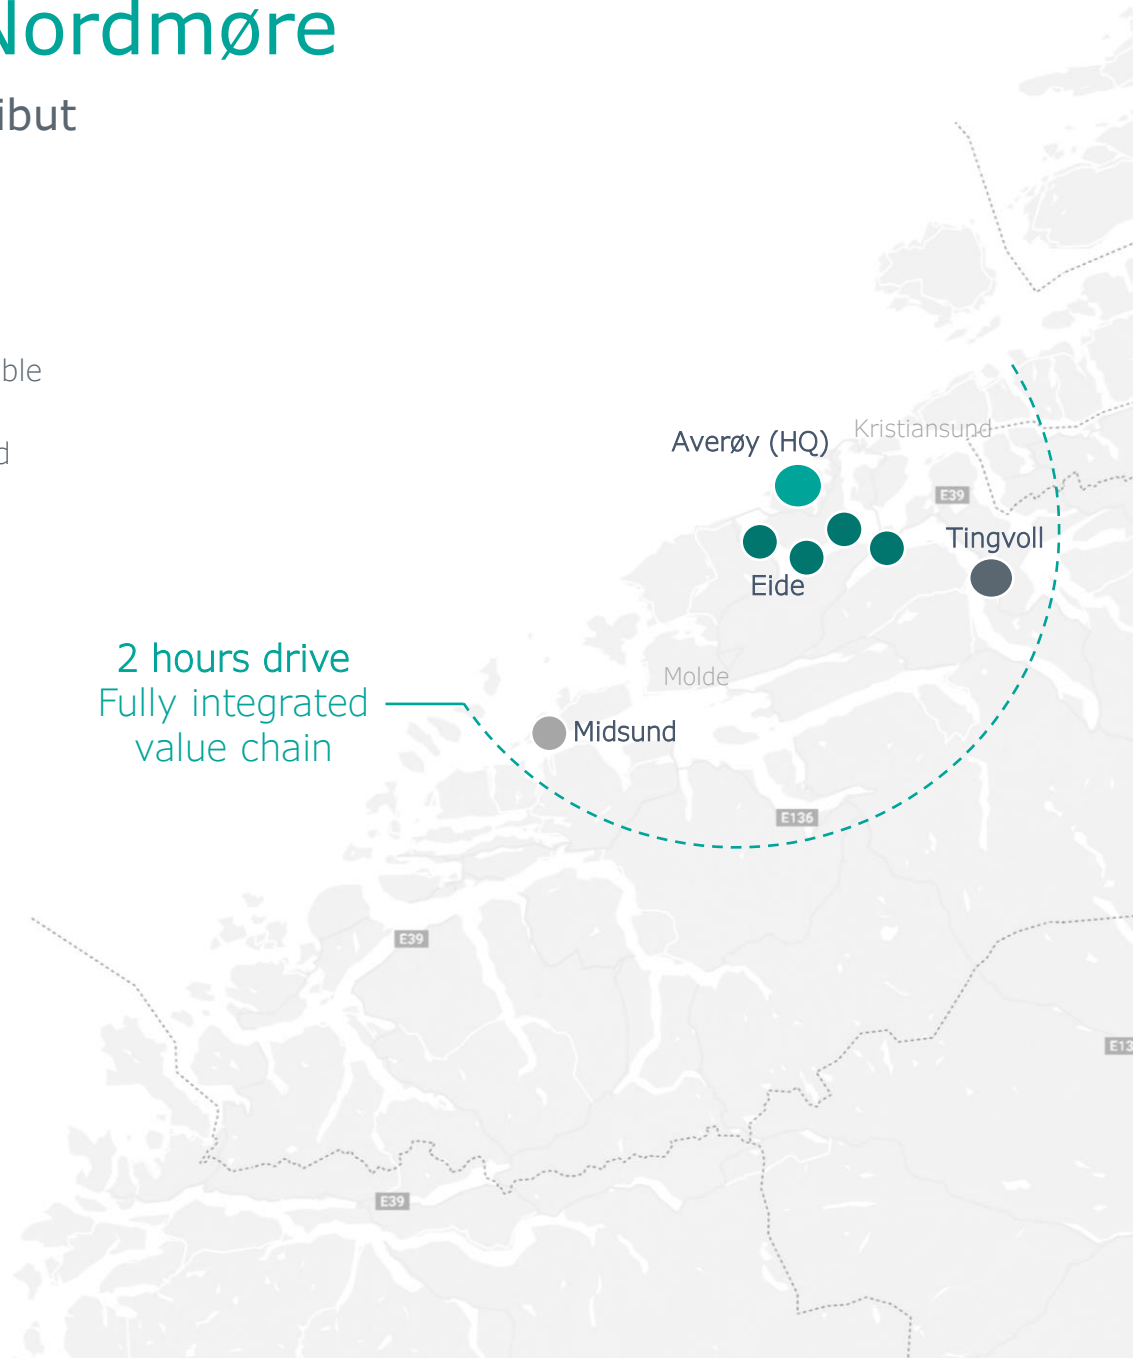 Nordmøre
ibut
ble
d
Averøy (HQ)
Kristiansund
E39
Tingvoll
Eide
2 hours drive
Fully integrated
value chain
Molde
Midsund
E136
E39
E13
E39